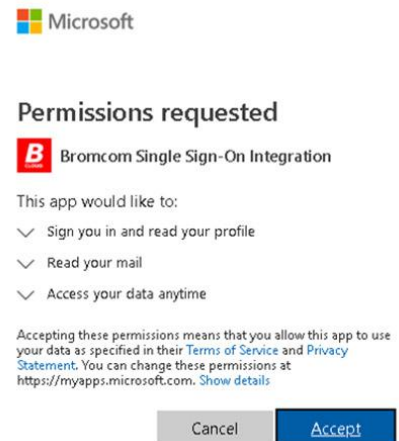 Microsoft
Permissions requested
B
CLOUD
Bromcom Single Sign-On Integration
This app would like to:
Sign you in and read your profile
Read your mail
Access your data anytime
Accepting these permissions means that you allow this app to use
your data as specified in their Terms of Service and Privacy
Statement. You can change these permissions at
https://myapps.microsoft.com. Show details
Cancel
Accept